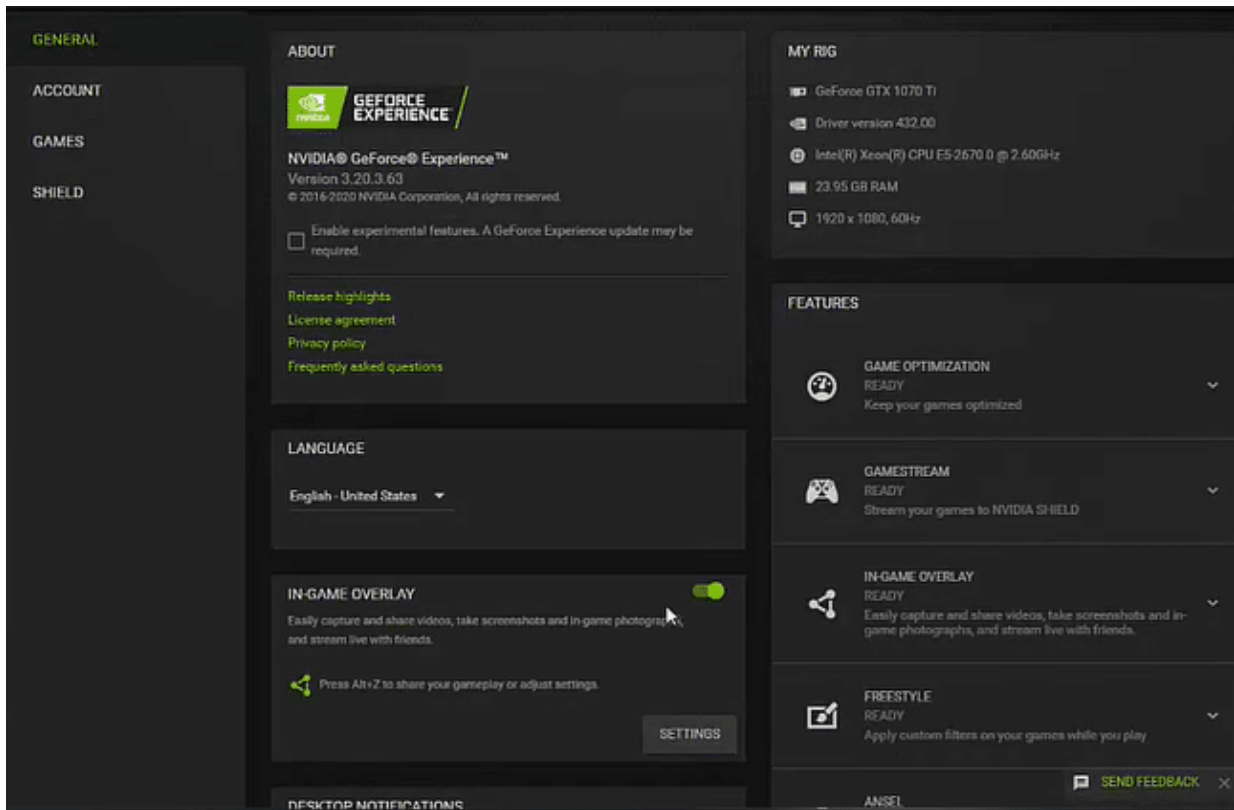 GENERAL
ACCOUNT
GAMES
SHIELD
ABOUT
nVIDIA
GEFORCE
EXPERIENCE
NVIDIA® GeForce® Experience™
Version 3.20.3.63
© 2016-2020 NVIDIA Corporation, All rights reserved.
Enable experimental features. A GeForce Experience update may be
required.
Release highlights
License agreement
Privacy policy
Frequently asked questions
LANGUAGE
English - United States
IN-GAME OVERLAY
Easily capture and share videos, take screenshots and in-game photographs,
and stream live with friends.
Press Alt+Z to share your gameplay or adjust settings.
SETTINGS
DESKTOP NOTIFICATIONS
MY RIG
GeForce GTX 1070 Ti
Driver version 432.00
Intel(R) Xeon(R) CPU E5-2670 0 @ 2.60GHz
23.95 GB RAM
1920 x 1080, 60Hz
FEATURES
GAME OPTIMIZATION
READY
Keep your games optimized
GAMESTREAM
READY
Stream your games to NVIDIA SHIELD
IN-GAME OVERLAY
READY
Easily capture and share videos, take screenshots and in-
game photographs, and stream live with friends.
FREESTYLE
READY
Apply custom filters on your games while you play
SEND FEEDBACK
ANSEL